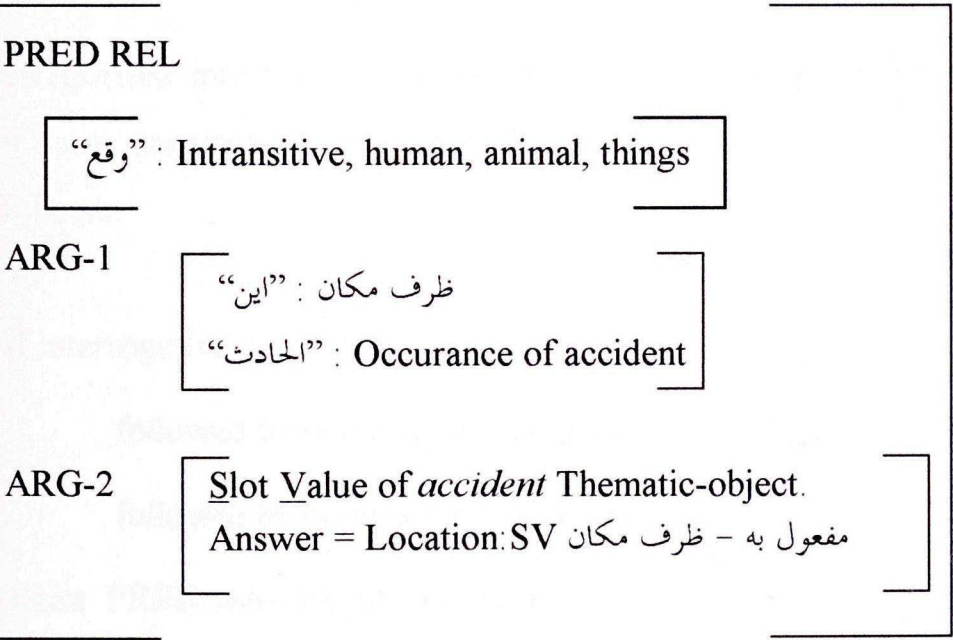 PRED REL
“وقع” : Intransitive, human, animal, things
ARG-1
ظرف مكان : “اين”
“الحادث” : Occurance of accident
ARG-2
Slot Value of accident Thematic-object.
Answer = Location:SV مفعول به – ظرف مكان